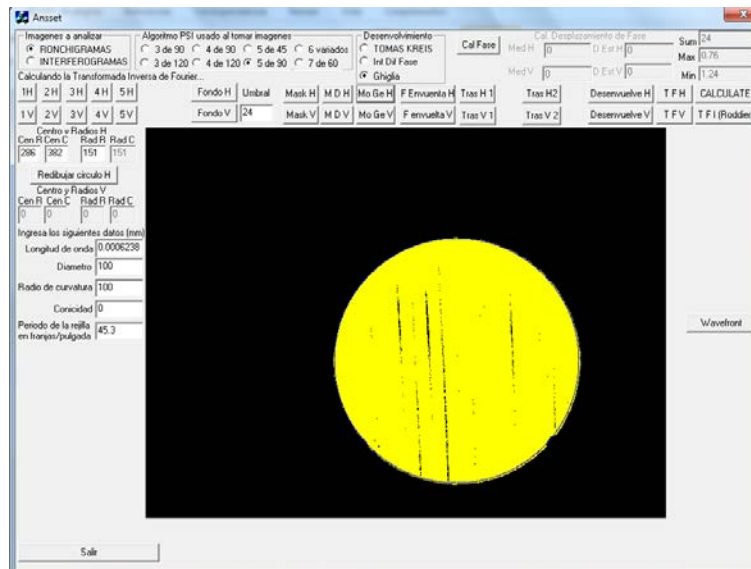 Ansset
Imagenes a analizar
RONCHIGRAMAS
INTERFEROGRAMAS
Algoritmo PSI usado al tomar imagenes
3 de 90 4 de 90 5 de 45 6 variados
3 de 120 4 de 120 5 de 90 7 de 60
Desenvolvimiento
TOMAS KREIS
Int Dif Fase
Ghiglia
Cal Fase
Cal. Desplazamiento de Fase
Med H 0 D Est H 0
Med V 0 D Est V 0
Sum 24
Max 0.76
Min 1.24
Calculando la Transformada Inversa de Fourier...
1H 2H 3H 4H 5H Fondo H Umbral Mask H M D H Mo Ge H F Envuenta H Tras H 1 Tras H2 Desenvuelve H T F H CALCULATE
1V 2V 3V 4V 5V Fondo V 24 Mask V M D V Mo Ge V F envuelta V Tras V 1 Tras V 2 Desenvuelve V T F V T F I (Roddier
Centro y Radios H
Cen R Cen C Rad R Rad C
286 382 151 151
Redibujar circulo H
Centro y Radios V
Cen R Cen C Rad R Rad C
0 0 0 0
Ingresa los siguientes datos (mm)
Longitud de onda 0.0006238
Diametro 100
Radio de curvatura 100
Conicidad 0
Periodo de la rejilla
en franjas/pulgada 45.3
Wavefront
Salir